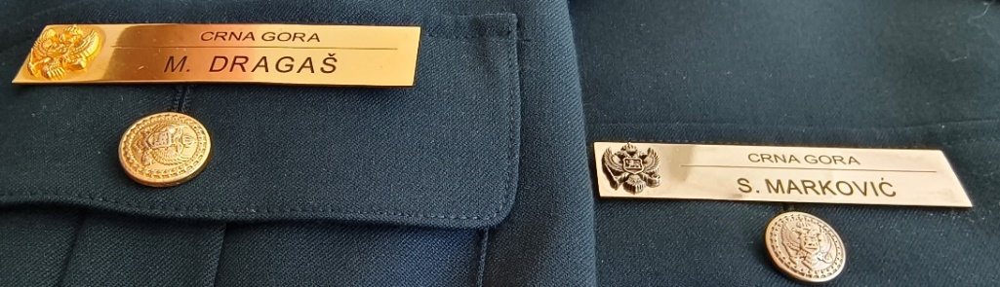 CRNA GORA
M. DRAGAŠ
CRNA GORA
S. MARKOVIĆ